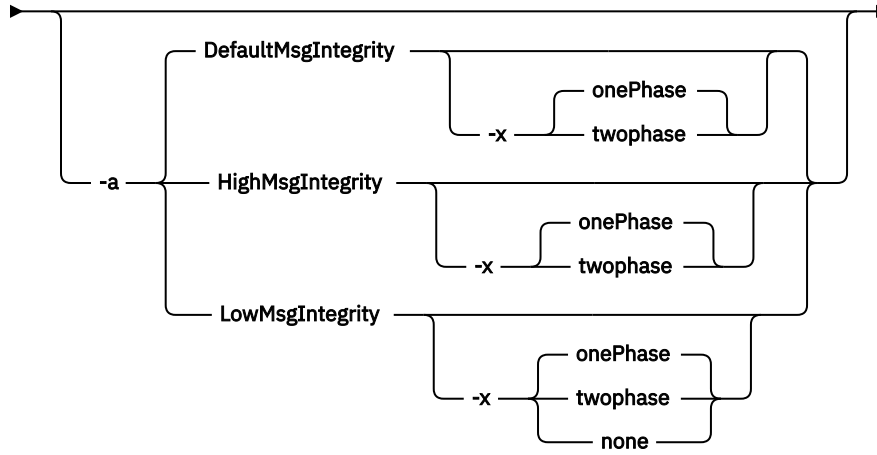 DefaultMsgIntegrity
onePhase
-x twophase
-a HighMsgIntegrity
onePhase
-x twophase
LowMsgIntegrity
onePhase
-x twophase
none